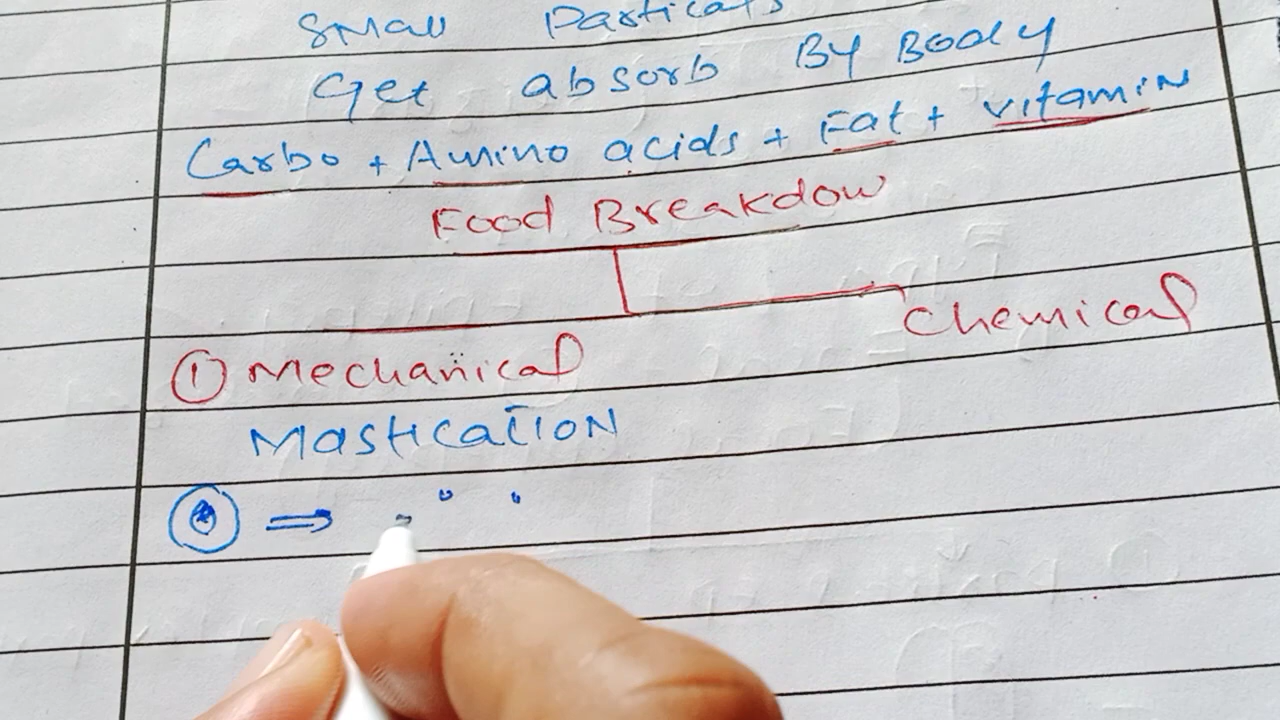 Small Particals
Get absorb By Body
Carbo + Amino acids + Fat + vitamin
Food Breakdow
Chemical
① Mechanical
Mastication
⇒